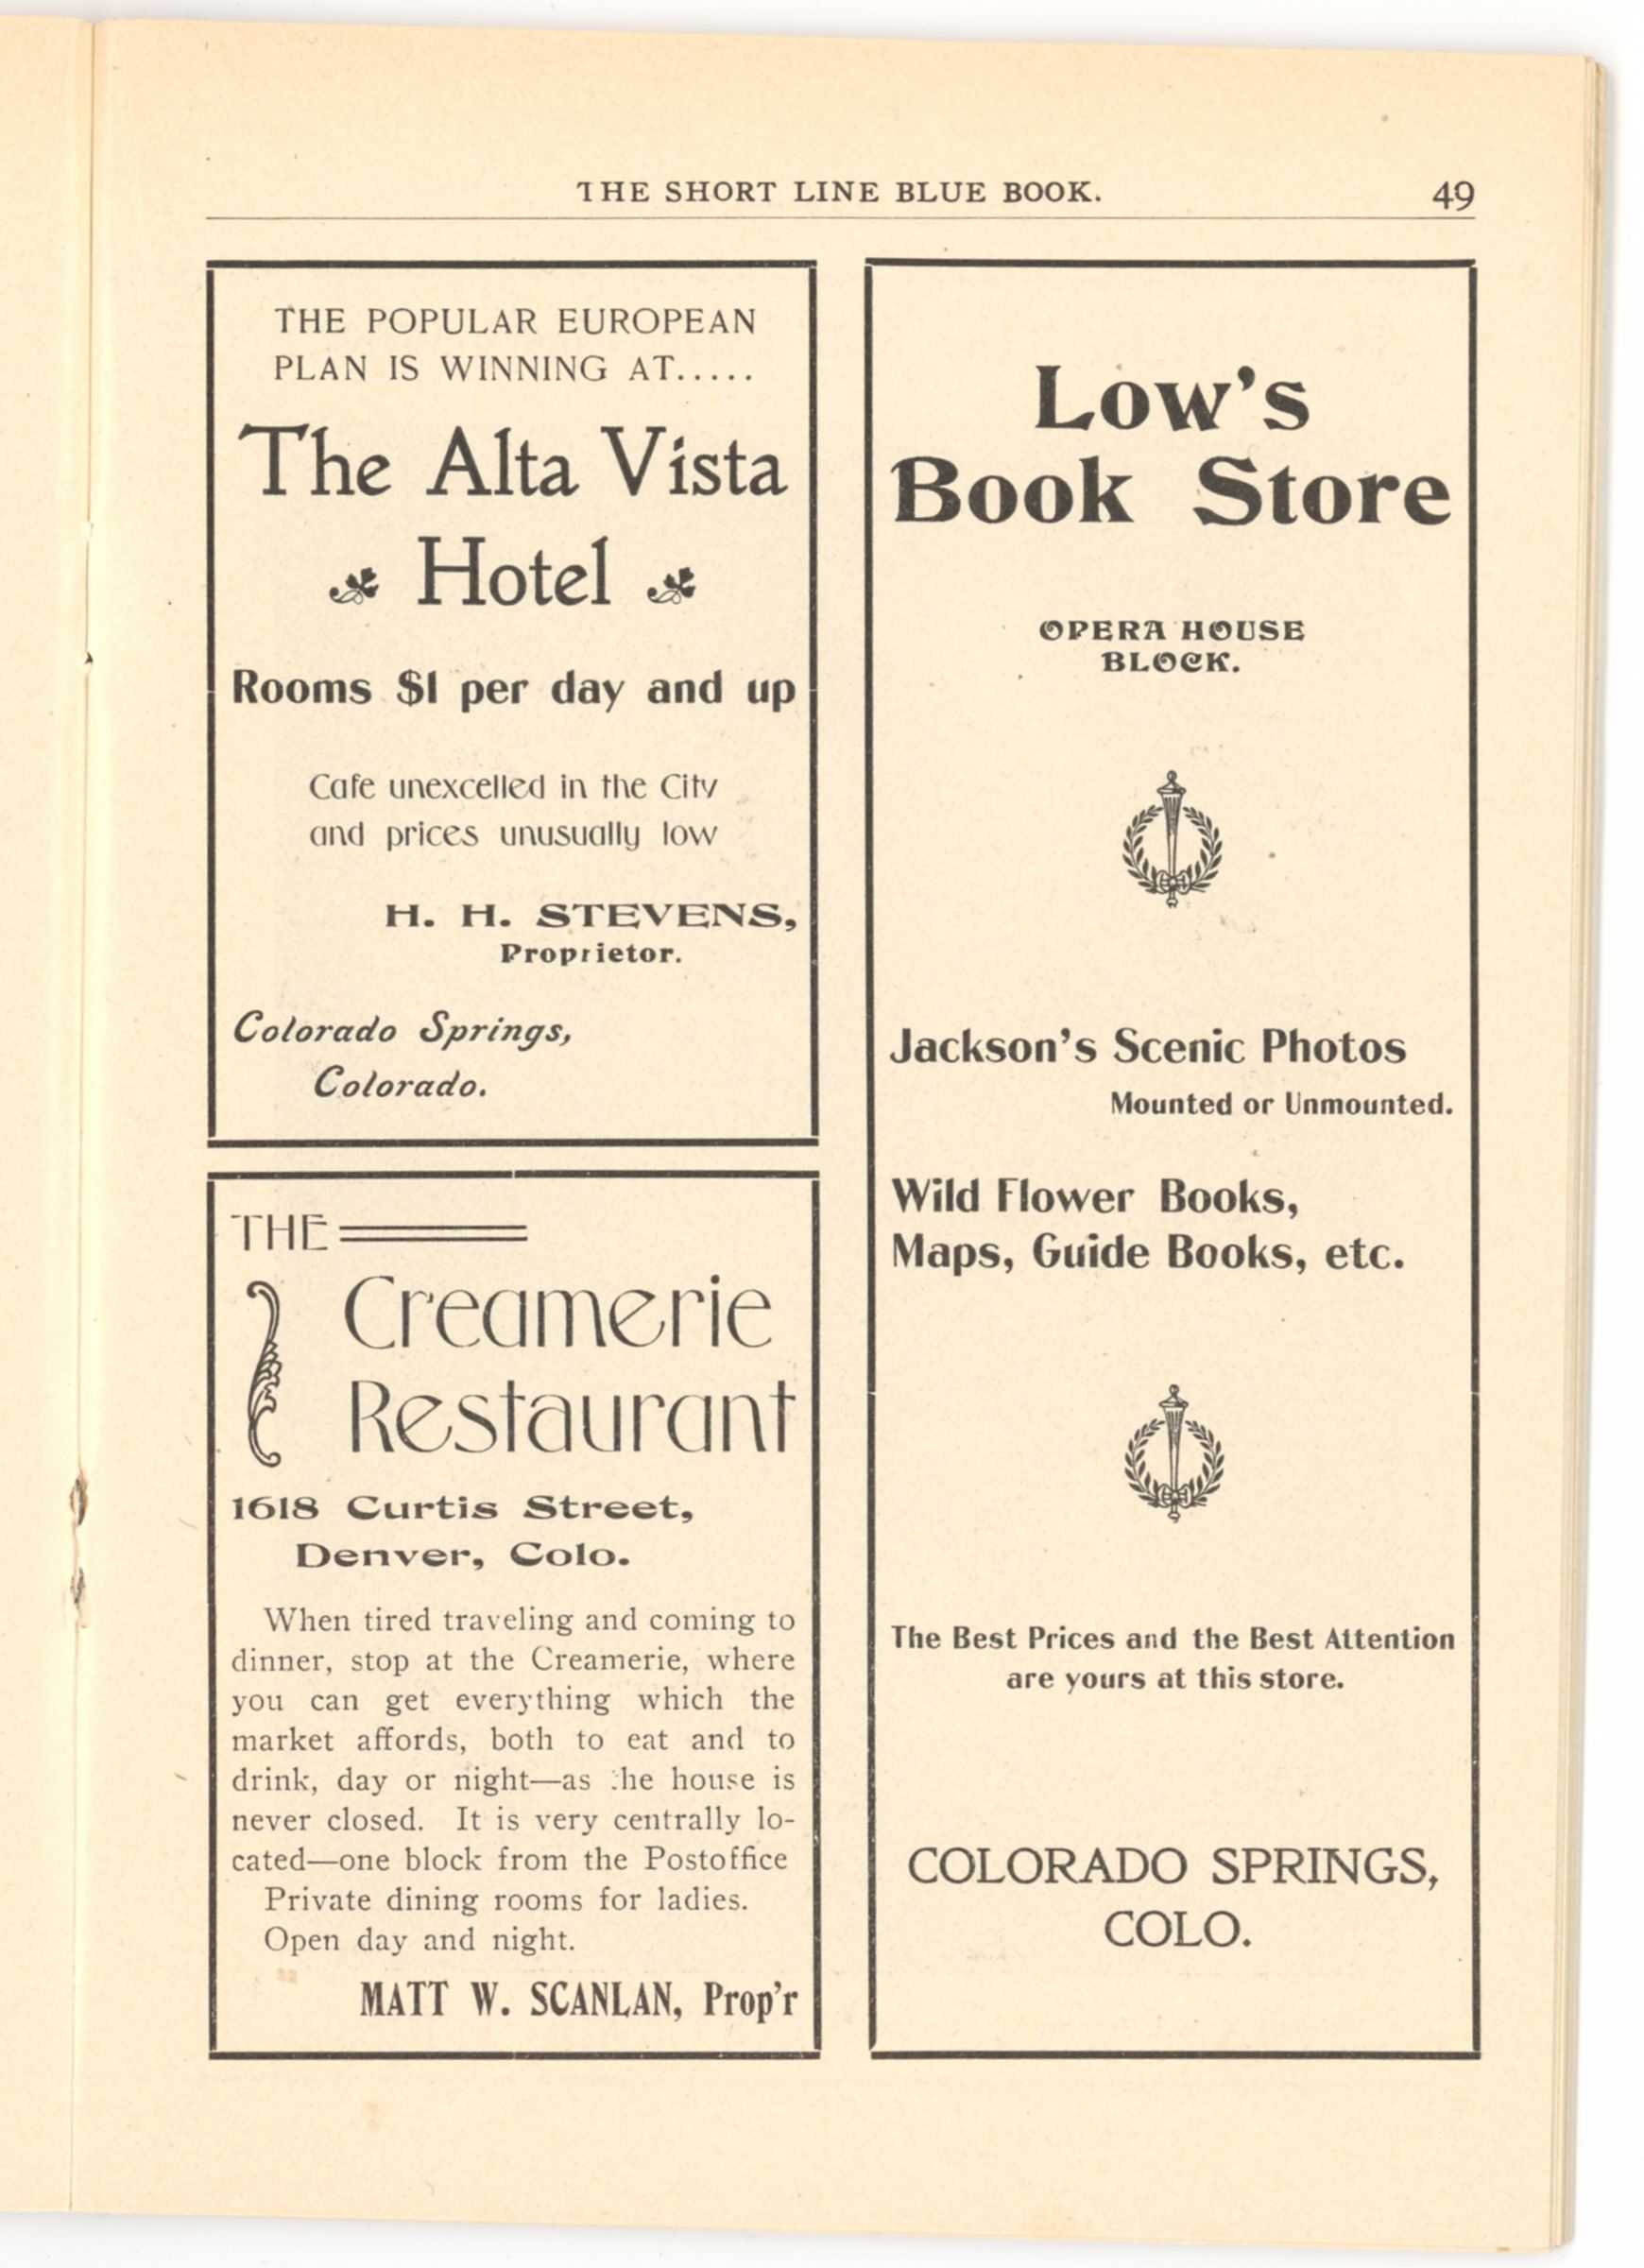 THE SHORT LINE BLUE BOOK. 49
THE POPULAR EUROPEAN
PLAN IS WINNING AT.....
The Alta Vista
Hotel
Rooms $1 per day and up
Cafe unexcelled in the City
and prices unusually low
H. H. STEVENS,
Proprietor.
Colorado Springs,
Colorado.
THE
Creamerie
Restaurant
1618 Curtis Street,
Denver, Colo.
When tired traveling and coming to
dinner, stop at the Creamerie, where
you can get everything which the
market affords, both to eat and to
drink, day or night—as the house is
never closed. It is very centrally lo-
cated—one block from the Postoffice
Private dining rooms for ladies.
Open day and night.
MATT W. SCANLAN, Prop'r
Low's
Book Store
OPERA HOUSE
BLOCK.
Jackson's Scenic Photos
Mounted or Unmounted.
Wild Flower Books,
Maps, Guide Books, etc.
The Best Prices and the Best Attention
are yours at this store.
COLORADO SPRINGS,
COLO.